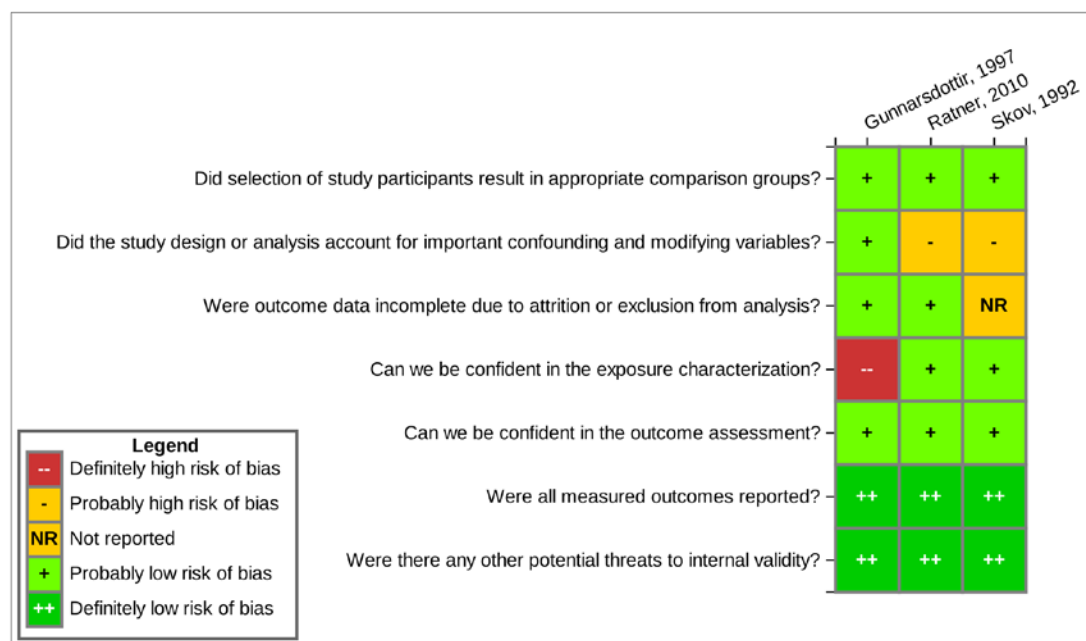 Gunnarsdottir, 1997
Ratner, 2010
Skov, 1992
Did selection of study participants result in appropriate comparison groups? + + +
Did the study design or analysis account for important confounding and modifying variables? + - -
Were outcome data incomplete due to attrition or exclusion from analysis? + + NR
Can we be confident in the exposure characterization? -- + +
Can we be confident in the outcome assessment? + + +
Were all measured outcomes reported? ++ ++ ++
Were there any other potential threats to internal validity? ++ ++ ++
Legend
-- Definitely high risk of bias
- Probably high risk of bias
NR Not reported
+ Probably low risk of bias
++ Definitely low risk of bias